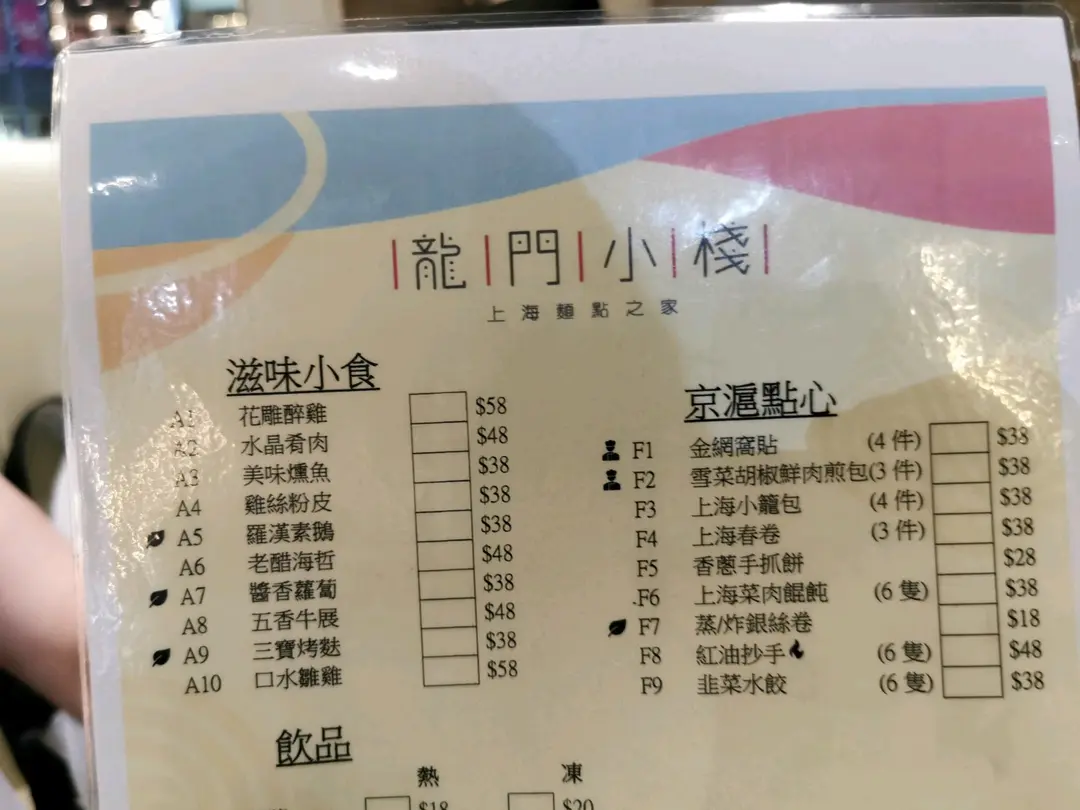 龍門小棧
上海麵點之家
滋味小食
A1 花雕醉雞 $58
A2 水晶肴肉 $48
A3 美味燻魚 $38
A4 雞絲粉皮 $38
A5 羅漢素鵝 $38
A6 老醋海哲 $48
A7 醬香蘿蔔 $38
A8 五香牛展 $48
A9 三寶烤麩 $38
A10 口水雞雞 $58
京滬點心
F1 金網窩貼 (4 件) $38
F2 雪菜胡椒鮮肉煎包(3 件) $38
F3 上海小籠包 (4 件) $38
F4 上海春卷 (3 件) $38
F5 香蔥手抓餅 $28
F6 上海菜肉餛飩 (6 隻) $38
F7 蒸/炸銀絲卷 $18
F8 紅油抄手 (6 隻) $48
F9 韭菜水餃 (6 隻) $38
飲品
熱 凍
$18 $20